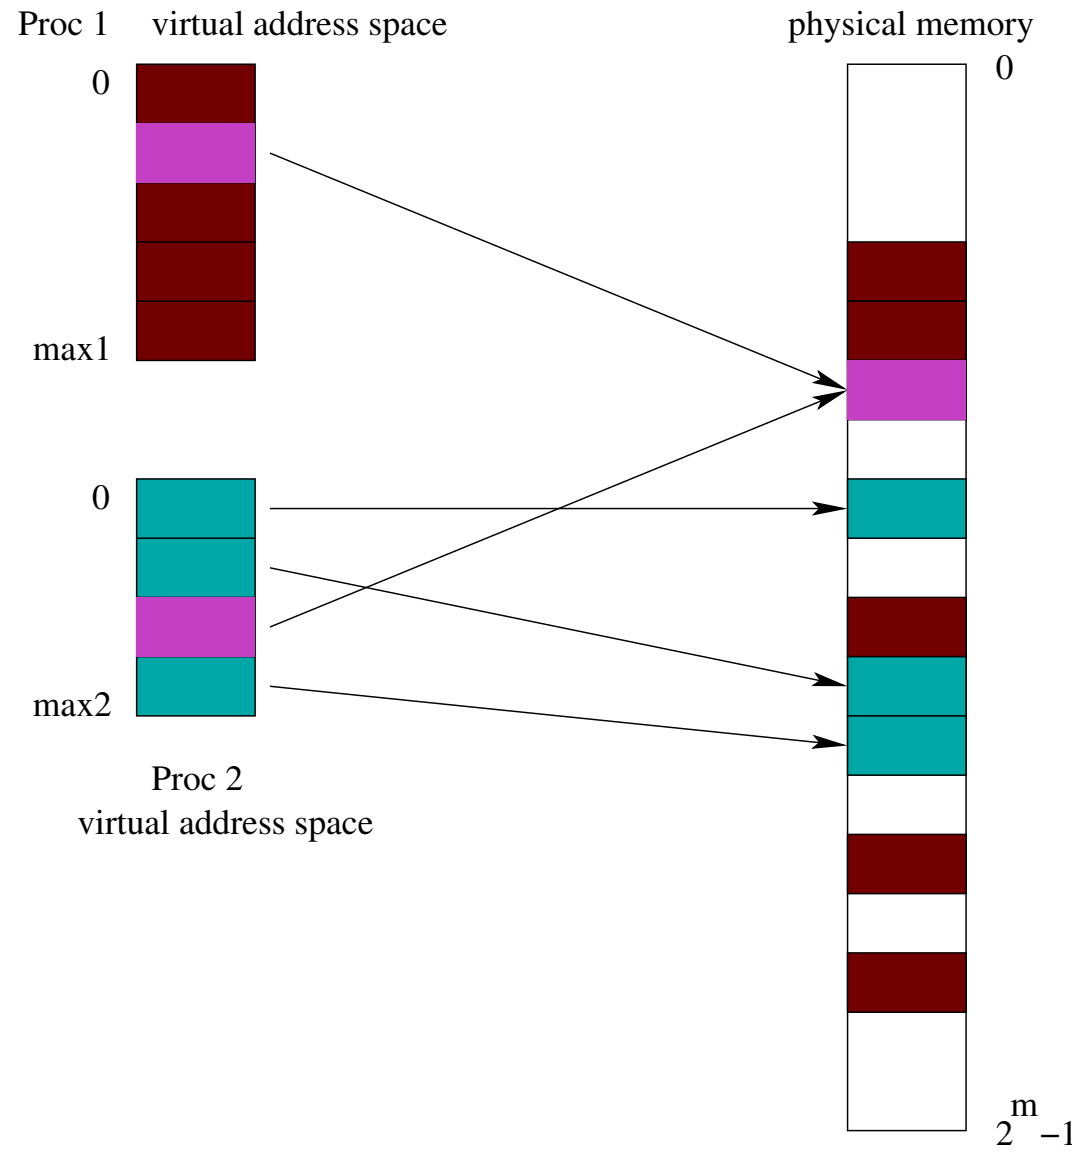 Proc 1 virtual address space
0
max1
0
max2
Proc 2
virtual address space
physical memory
0
m
2 −1